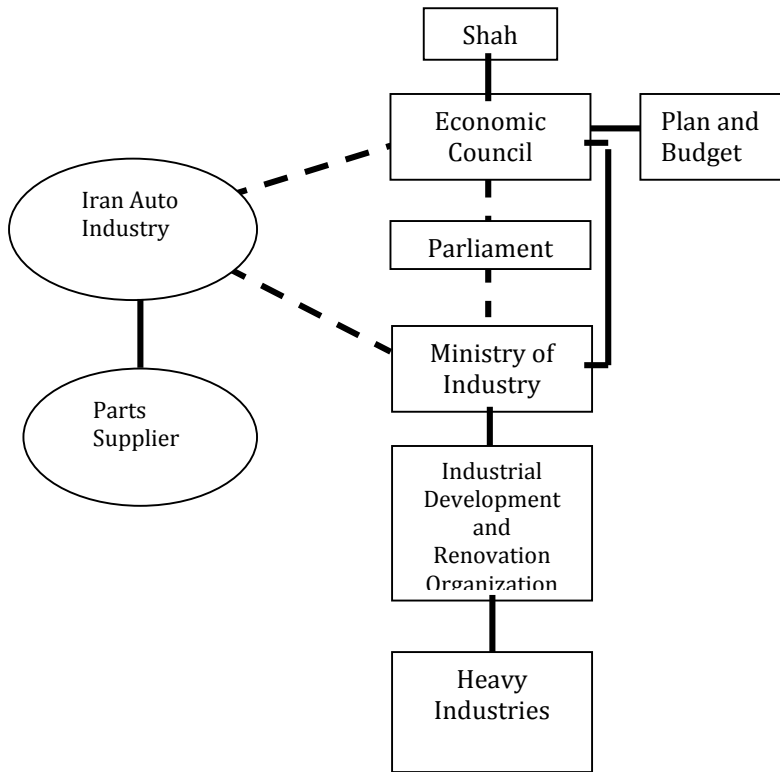 Shah
Economic
Council
Plan and
Budget
Iran Auto
Industry
Parliament
Ministry of
Industry
Parts
Supplier
Industrial
Development
and
Renovation
Organization
Heavy
Industries